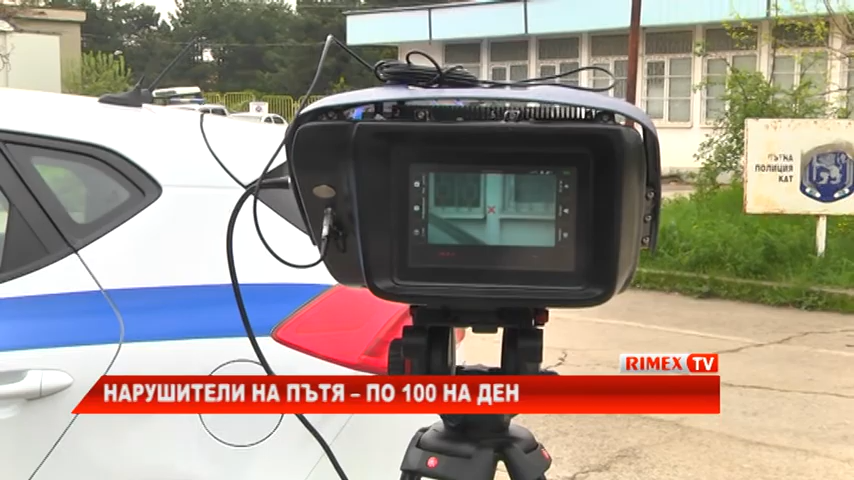 ПЪТНА
ПОЛИЦИЯ
КАТ
RIMEX TV
НАРУШИТЕЛИ НА ПЪТЯ – ПО 100 НА ДЕН